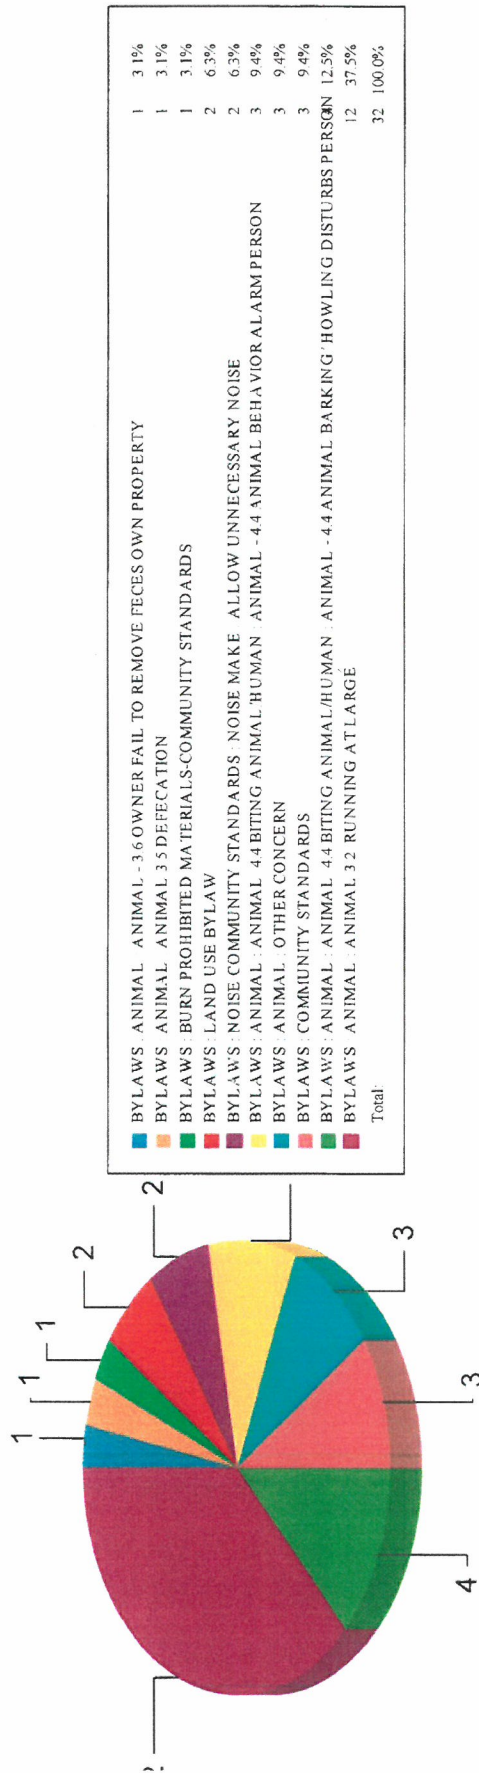 1
1
1
2
2
3
3
4
BYLAWS : ANIMAL ANIMAL - 3.6 OWNER FAIL TO REMOVE FECES OWN PROPERTY 1 3.1%
BYLAWS ANIMAL ANIMAL 3.5 DEFECATION 1 3.1%
BYLAWS : BURN PROHIBITED MATERIALS-COMMUNITY STANDARDS 1 3.1%
BYLAWS : LAND USE BYLAW 2 6.3%
BYLAWS : NOISE COMMUNITY STANDARDS : NOISE MAKE ALLOW UNNECESSARY NOISE 2 6.3%
BYLAWS : ANIMAL : ANIMAL 4.4 BITING ANIMAL/HUMAN : ANIMAL - 4.4 ANIMAL BEHAVIOR ALARM PERSON 3 9.4%
BYLAWS : ANIMAL : OTHER CONCERN 3 9.4%
BYLAWS : COMMUNITY STANDARDS 3 9.4%
BYLAWS : ANIMAL : ANIMAL 4.4 BITING ANIMAL/HUMAN : ANIMAL - 4.4 ANIMAL BARKING/HOWLING DISTURBS PERSON 12.5%
BYLAWS : ANIMAL : ANIMAL 3.2 RUNNING AT LARGE 12 37.5%
Total: 32 100.0%